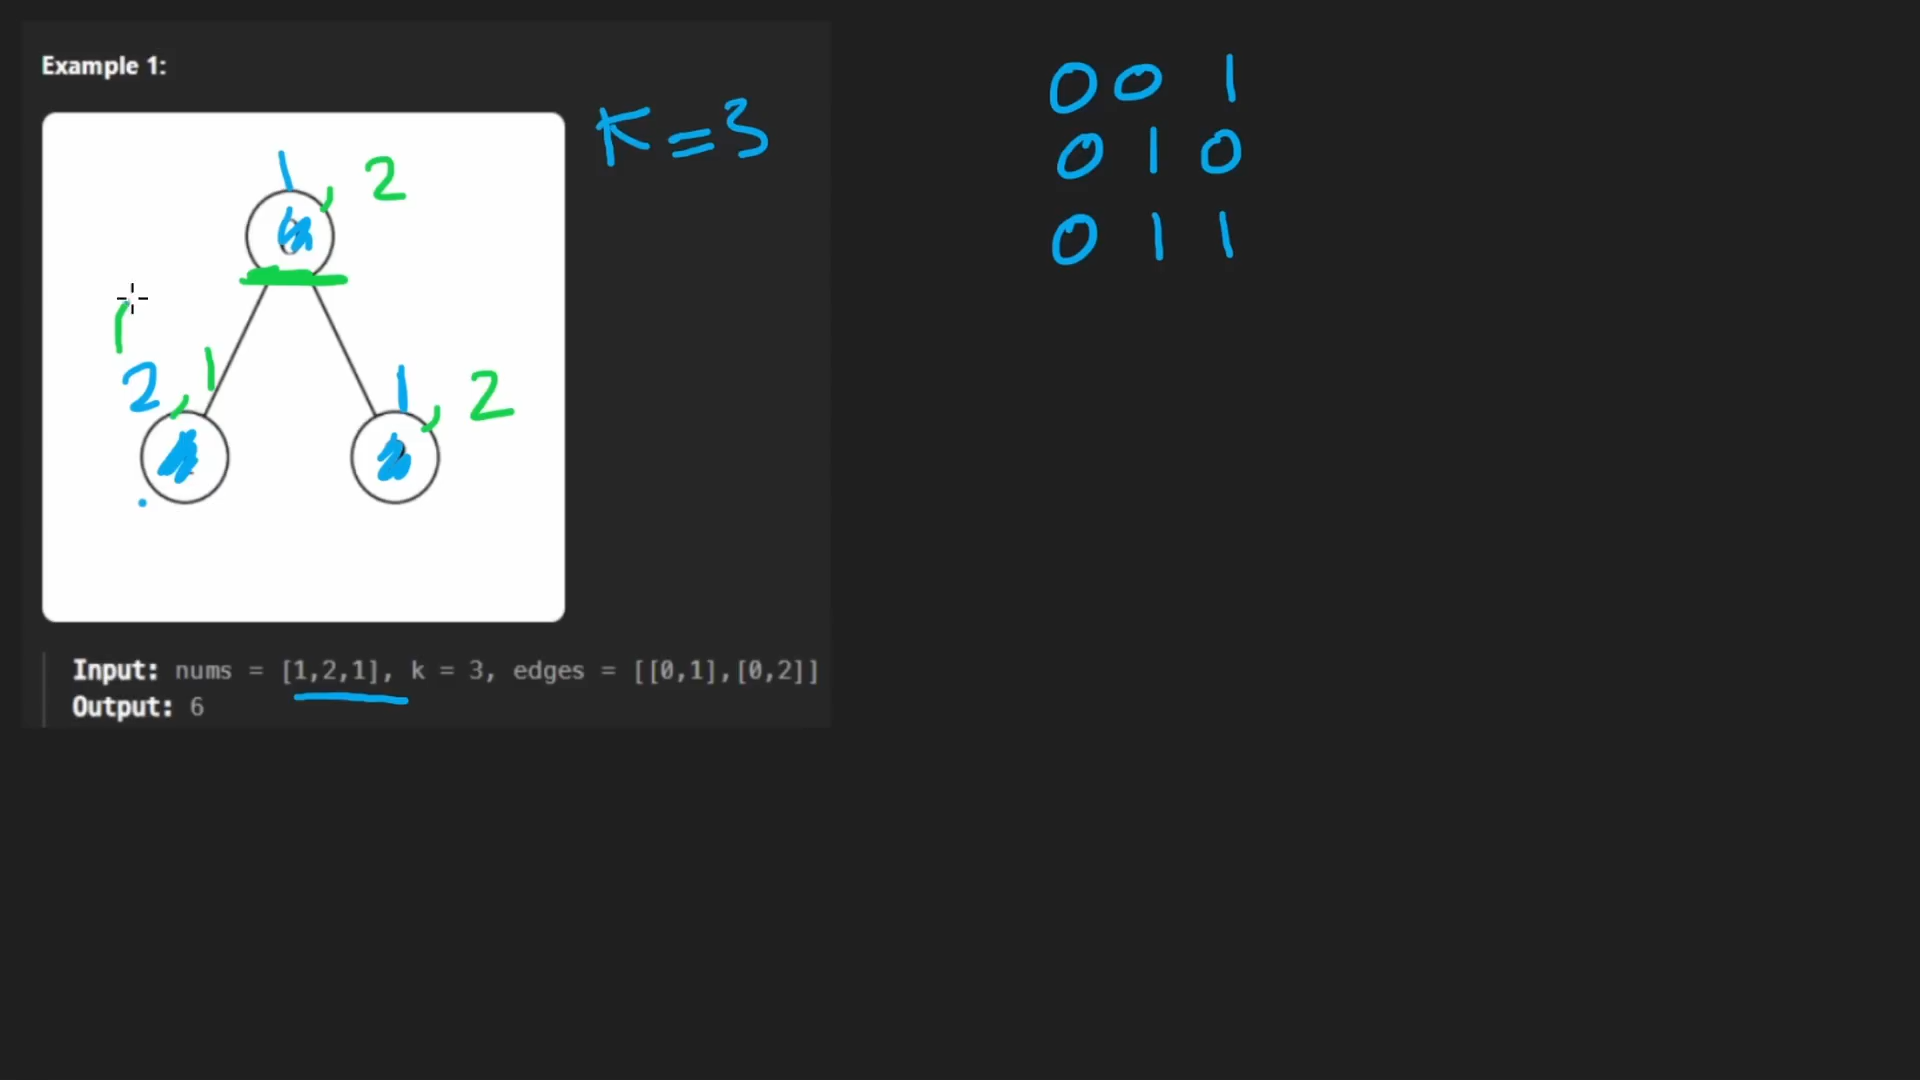 Example 1:
K=3
0 0 1
0 1 0
0 1 1
1 , 2
2 , 1
1 , 2
Input: nums = [1,2,1], k = 3, edges = [[0,1],[0,2]]
Output: 6